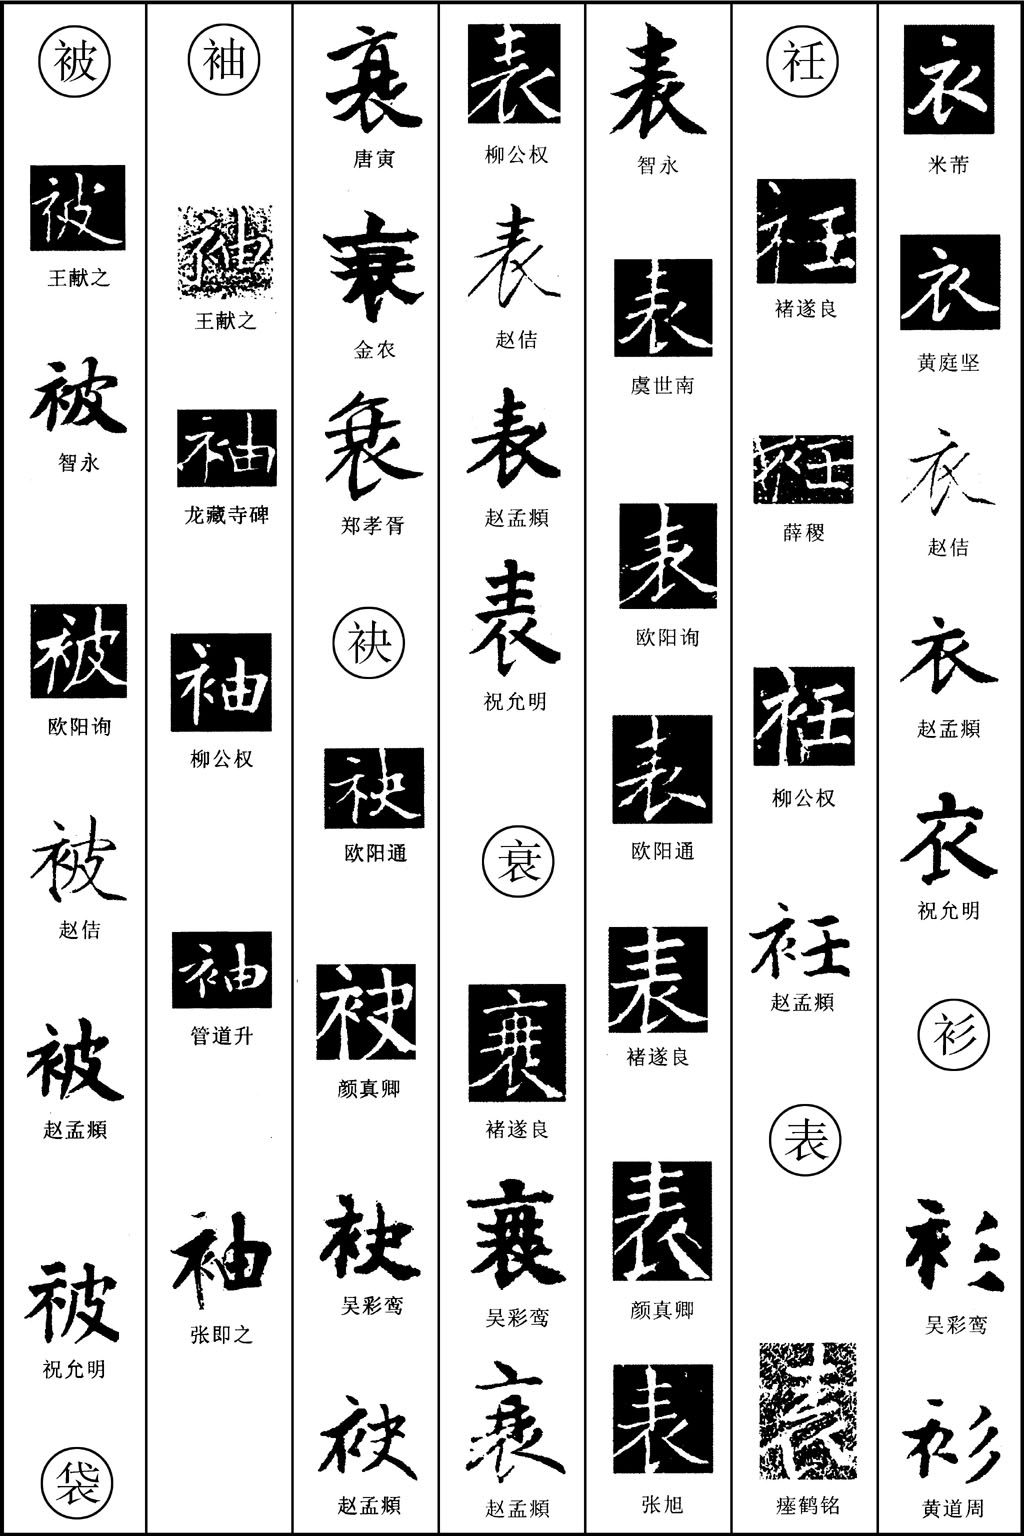 衣
米芾
衣
黄庭坚
衣
赵佶
衣
赵孟頫
衣
祝允明
衫
衫
吴彩鸾
衫
黄道周
衽
衽
褚遂良
衽
薛稷
衽
柳公权
衽
赵孟頫
表
表
瘗鹤铭
表
智永
表
虞世南
表
欧阳询
表
欧阳通
表
褚遂良
表
颜真卿
表
张旭
表
柳公权
表
赵佶
表
赵孟頫
表
祝允明
衰
衰
褚遂良
衰
吴彩鸾
衰
赵孟頫
衰
唐寅
衰
金农
衰
郑孝胥
袂
袂
欧阳通
袂
颜真卿
袂
吴彩鸾
袂
赵孟頫
袖
袖
王献之
袖
龙藏寺碑
袖
柳公权
袖
管道升
袖
张即之
被
被
王献之
被
智永
被
欧阳询
被
赵佶
被
赵孟頫
被
祝允明
袋